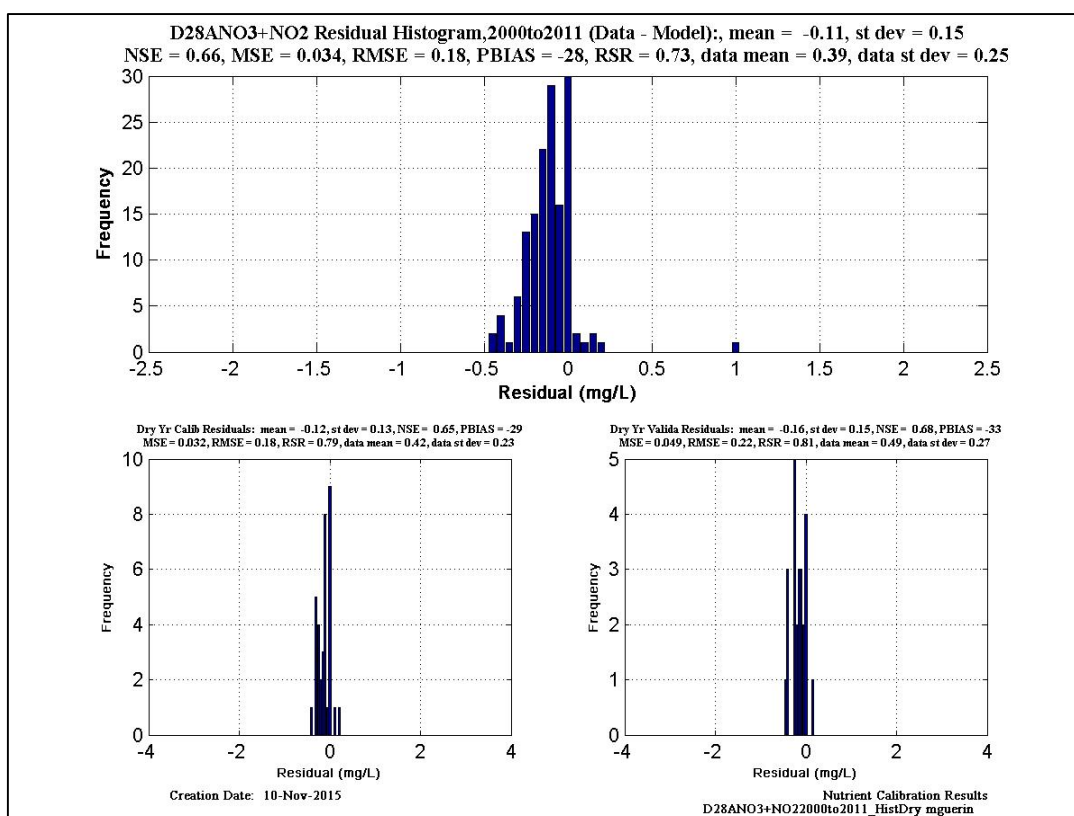 D28ANO3+NO2 Residual Histogram,2000to2011 (Data - Model):, mean = -0.11, st dev = 0.15
NSE = 0.66, MSE = 0.034, RMSE = 0.18, PBIAS = -28, RSR = 0.73, data mean = 0.39, data st dev = 0.25
30
25
20
15
10
5
0
Frequency
-2.5 -2 -1.5 -1 -0.5 0 0.5 1 1.5 2 2.5
Residual (mg/L)
Dry Yr Calib Residuals: mean = -0.12, st dev = 0.13, NSE = 0.65, PBIAS = -29
MSE = 0.032, RMSE = 0.18, RSR = 0.79, data mean = 0.42, data st dev = 0.23
10
8
6
4
2
0
Frequency
-4 -2 0 2 4
Residual (mg/L)
Dry Yr Valida Residuals: mean = -0.16, st dev = 0.15, NSE = 0.68, PBIAS = -33
MSE = 0.049, RMSE = 0.22, RSR = 0.81, data mean = 0.49, data st dev = 0.27
5
4
3
2
1
0
Frequency
-4 -2 0 2 4
Residual (mg/L)
Creation Date: 10-Nov-2015
Nutrient Calibration Results
D28ANO3+NO22000to2011_HistDry mguerin